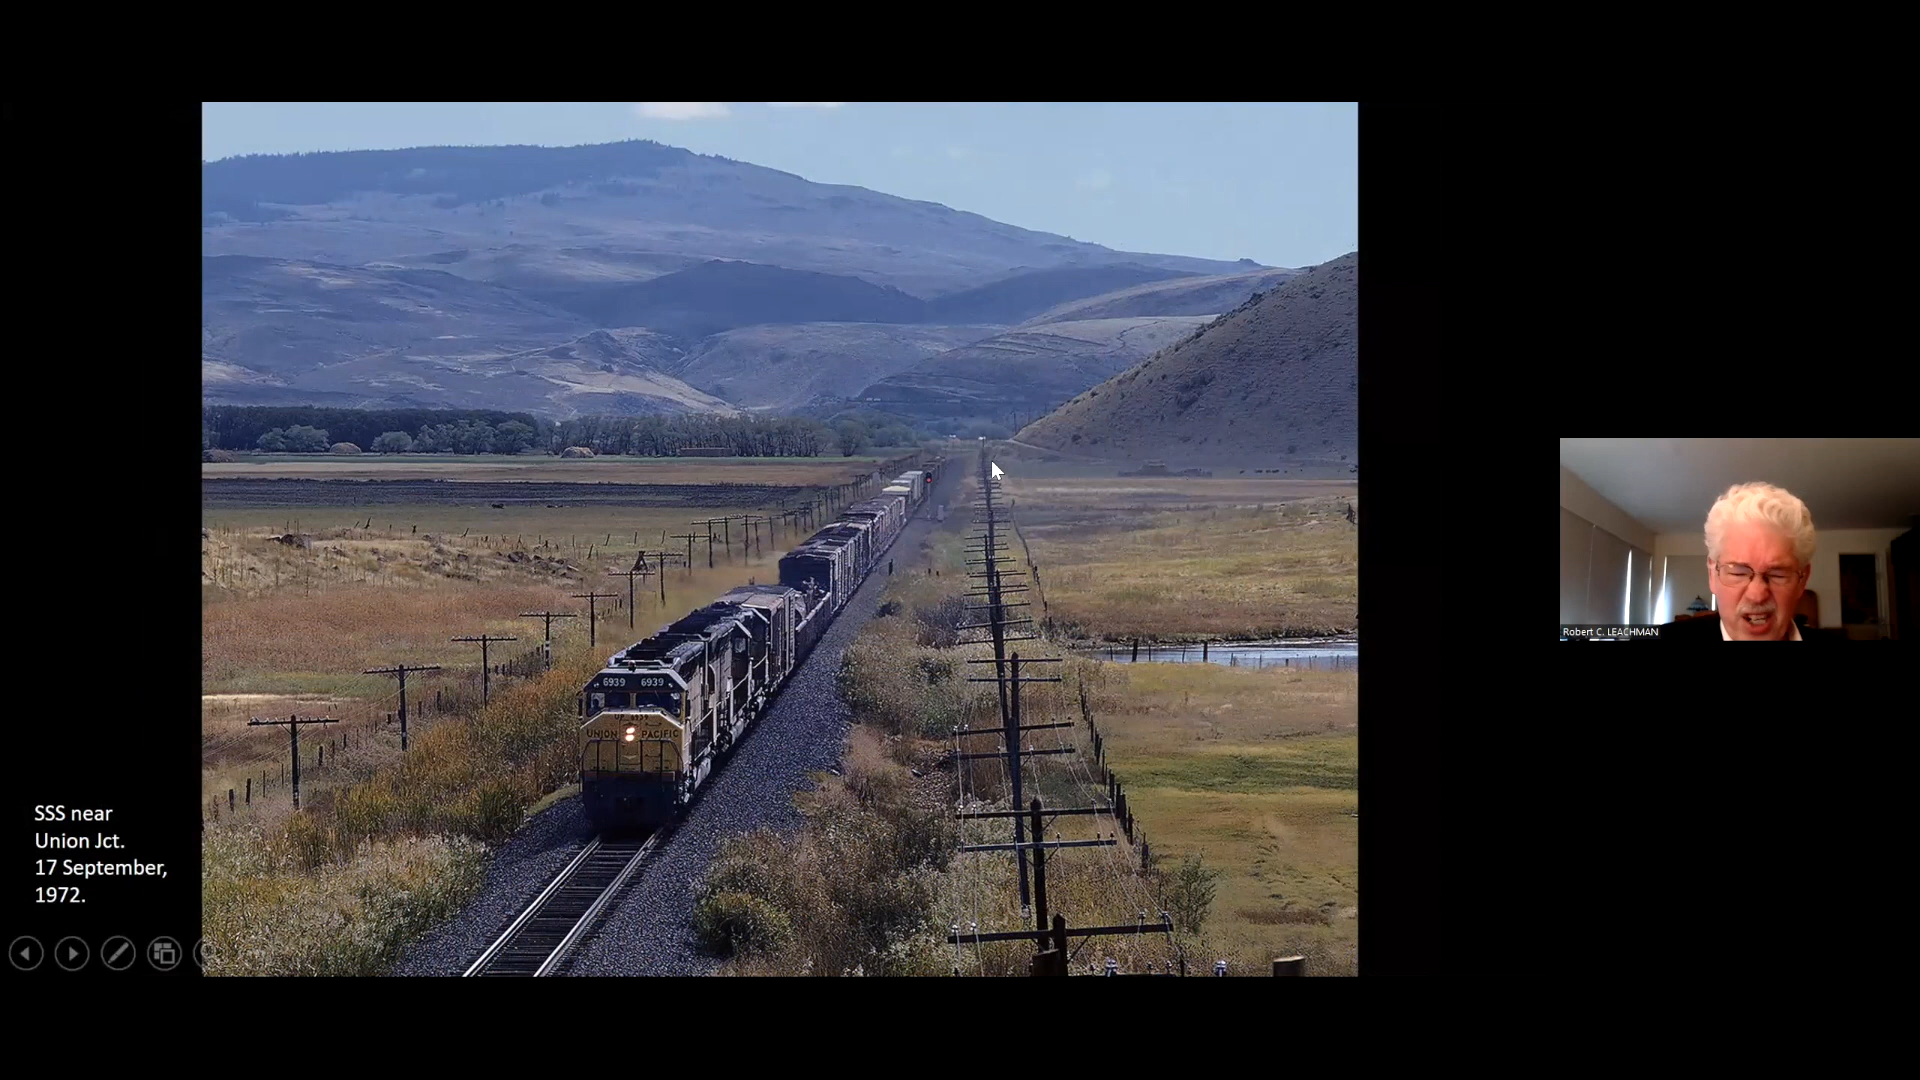 6939 6939
UNION PACIFIC
SSS near
Union Jct.
17 September,
1972.
Robert C. LEACHMAN